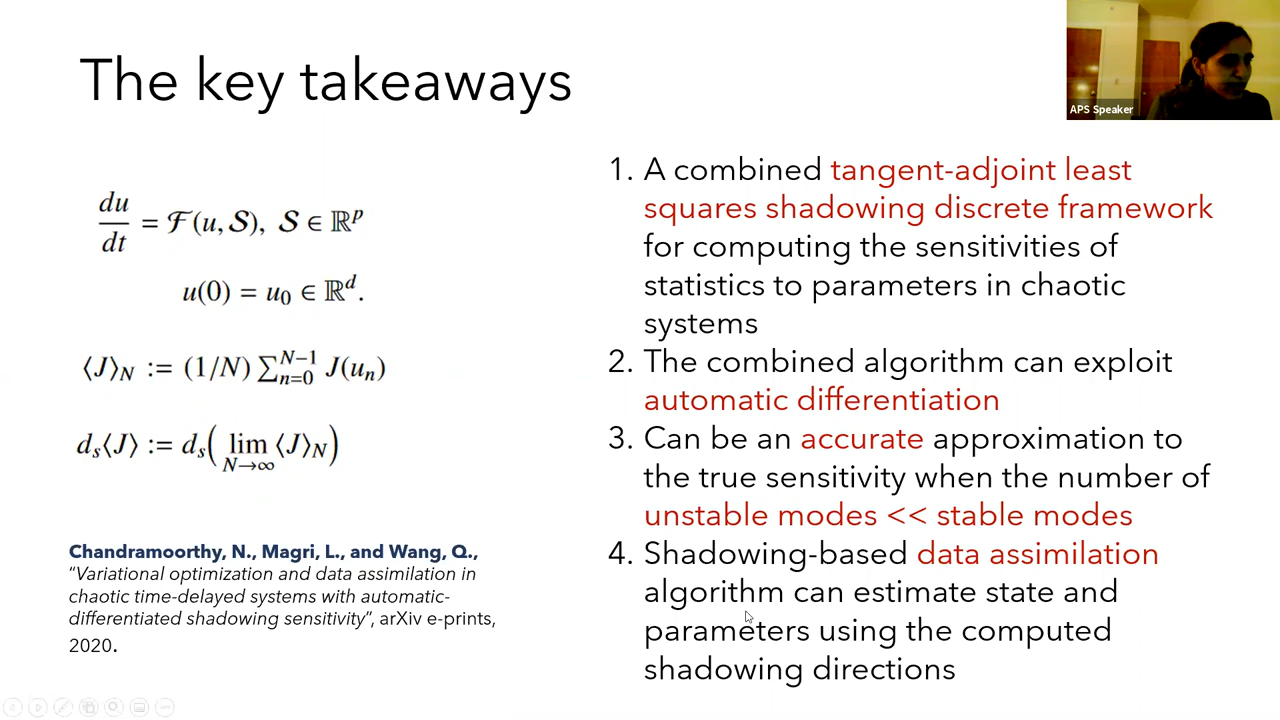 The key takeaways
APS Speaker
du/dt = ℱ(u, 𝒮), 𝒮 ∈ ℝᵖ
u(0) = u₀ ∈ ℝᵈ.
⟨J⟩_N := (1/N) ∑_{n=0}^{N−1} J(uₙ)
d_s⟨J⟩ := d_s( lim_{N→∞} ⟨J⟩_N )
Chandramoorthy, N., Magri, L., and Wang, Q.,
“Variational optimization and data assimilation in
chaotic time-delayed systems with automatic-
differentiated shadowing sensitivity”, arXiv e-prints,
2020.
1. A combined tangent-adjoint least
squares shadowing discrete framework
for computing the sensitivities of
statistics to parameters in chaotic
systems
2. The combined algorithm can exploit
automatic differentiation
3. Can be an accurate approximation to
the true sensitivity when the number of
unstable modes << stable modes
4. Shadowing-based data assimilation
algorithm can estimate state and
parameters using the computed
shadowing directions